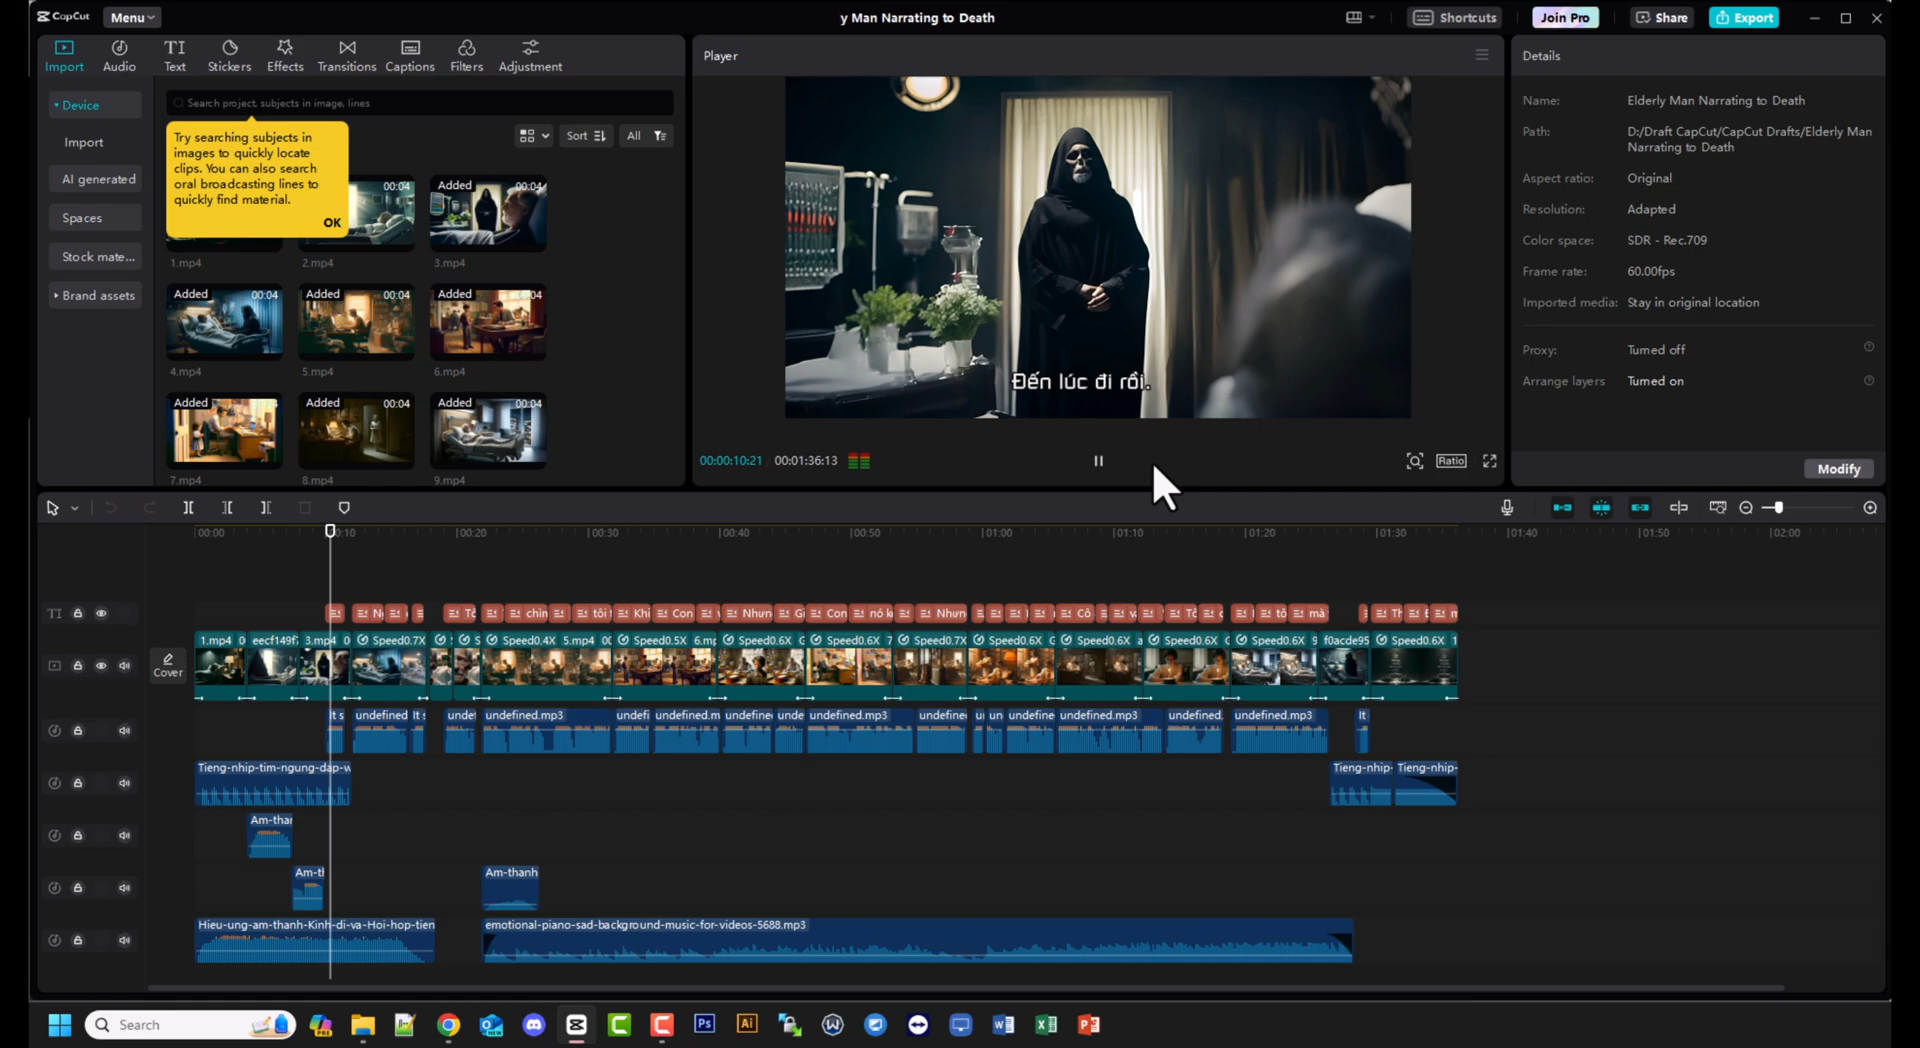 CapCut
Menu
y Man Narrating to Death
Shortcuts
Join Pro
Share
Export
Import
Audio
TI
Text
Stickers
Effects
Transitions
Captions
Filters
Adjustment
Player
Details
Device
Import
AI generated
Spaces
Stock mate...
Brand assets
Search project, subjects in image, lines
Try searching subjects in
images to quickly locate
clips. You can also search
oral broadcasting lines to
quickly find material.
OK
Sort
All
00:04
Added
00:04
1.mp4
2.mp4
3.mp4
Added
00:04
Added
00:04
Added
00:04
4.mp4
5.mp4
6.mp4
Added
Added
00:04
Added
00:04
7.mp4
8.mp4
9.mp4
Đến lúc đi rồi.
00:00:10:21
00:01:36:13
Ratio
Name:
Elderly Man Narrating to Death
Path:
D:/Draft CapCut/CapCut Drafts/Elderly Man
Narrating to Death
Aspect ratio:
Original
Resolution:
Adapted
Color space:
SDR - Rec.709
Frame rate:
60.00fps
Imported media:
Stay in original location
Proxy:
Turned off
Arrange layers
Turned on
Modify
00:00
00:10
00:20
00:30
00:40
00:50
01:00
01:10
01:20
01:30
01:40
01:50
02:00
TI
chìn
tôi
Khi
Con
Nhưn
Con
nó k
Nhưn
Cô
mà
Cover
1.mp4
eecf149f
3.mp4
Speed0.7X
Speed0.4X 5.mp4
Speed0.5X 6.mp
Speed0.6X
Speed0.6X 7
Speed0.7X
Speed0.6X
Speed0.6X
Speed0.6X
Speed0.6X 9
f0acde95
Speed0.6X 1
It s
undefined
It s
undef
undefined.mp3
undefi
undefined.m
undefine
unde
undefined.mp3
undefine
un
undefine
undefined.mp3
undefined.
undefined.mp3
It
Tieng-nhip-tim-ngung-dap-w
Tieng-nhip-
Tieng-nhip-
Am-thar
Am-th
Am-thanh
Hieu-ung-am-thanh-Kinh-di-va-Hoi-hop-tien
emotional-piano-sad-background-music-for-videos-5688.mp3
Search
PRE
NEW
Ps
Ai